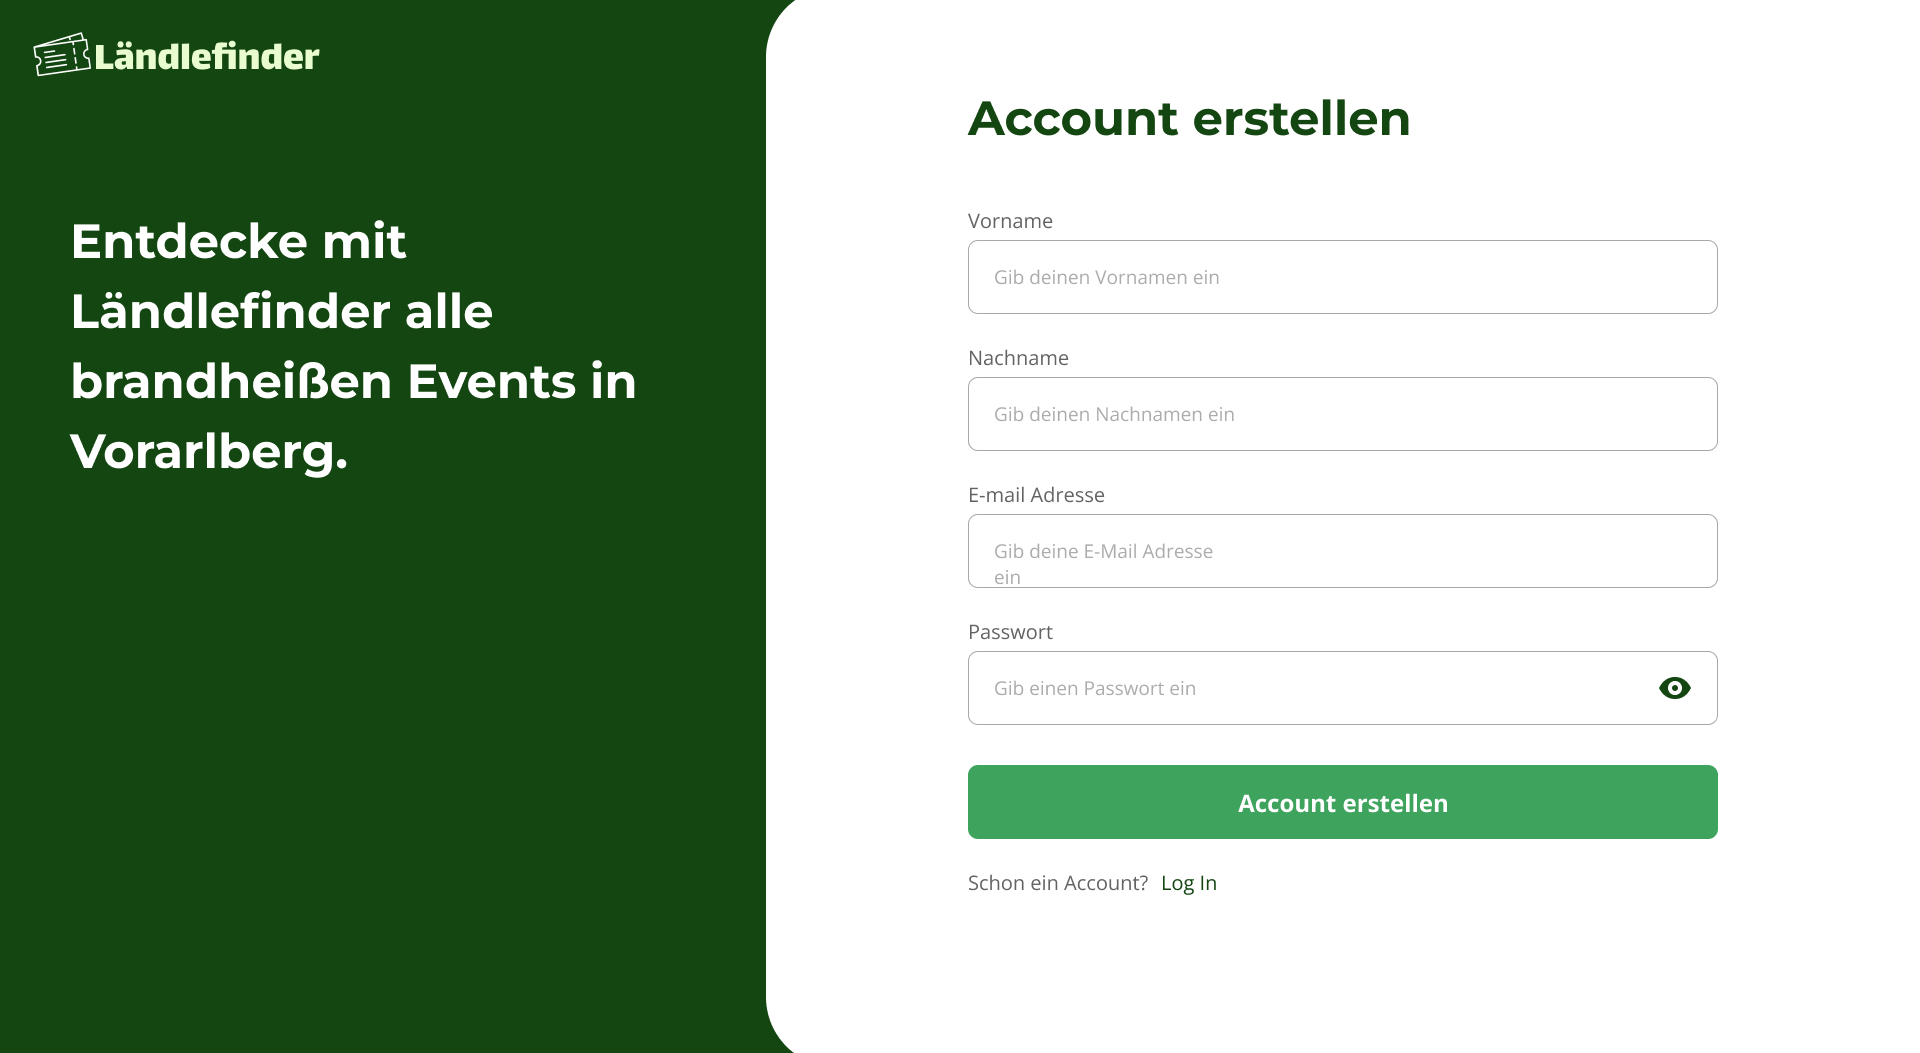 Ländlefinder
Entdecke mit
Ländlefinder alle
brandheißen Events in
Vorarlberg.
Account erstellen
Vorname
Gib deinen Vornamen ein
Nachname
Gib deinen Nachnamen ein
E-mail Adresse
Gib deine E-Mail Adresse
ein
Passwort
Gib einen Passwort ein
Account erstellen
Schon ein Account? Log In